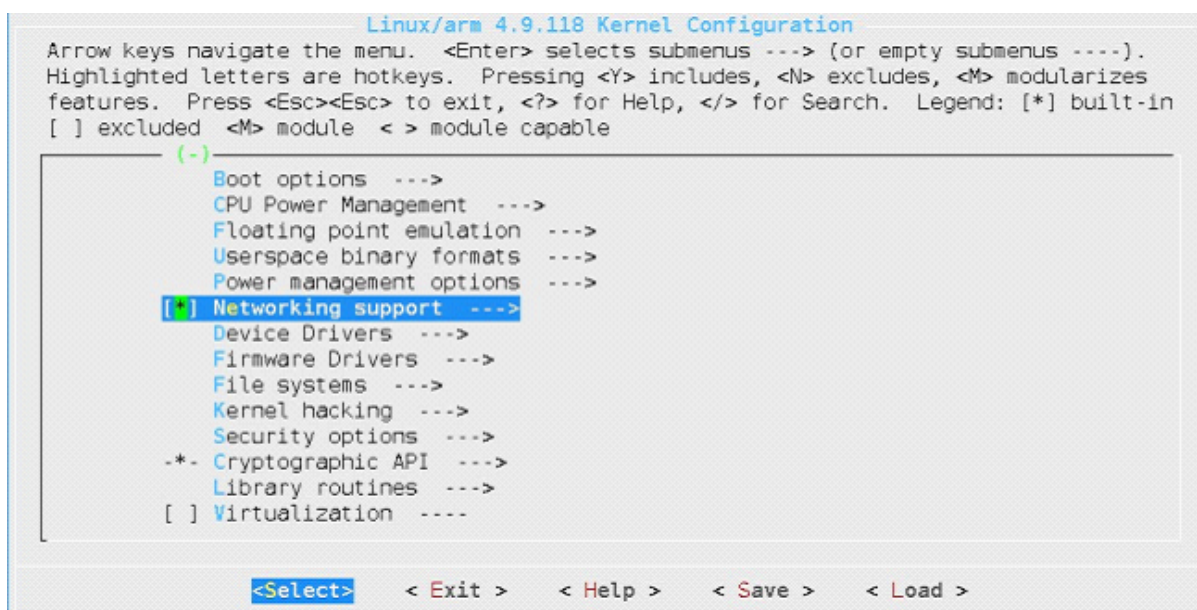 Linux/arm 4.9.118 Kernel Configuration
Arrow keys navigate the menu.  <Enter> selects submenus ---> (or empty submenus ----).
Highlighted letters are hotkeys.  Pressing <Y> includes, <N> excludes, <M> modularizes
features.  Press <Esc><Esc> to exit, <?> for Help, </> for Search.  Legend: [*] built-in
[ ] excluded  <M> module  < > module capable
(-)
Boot options  --->
CPU Power Management  --->
Floating point emulation  --->
Userspace binary formats  --->
Power management options  --->
[*] Networking support  --->
Device Drivers  --->
Firmware Drivers  --->
File systems  --->
Kernel hacking  --->
Security options  --->
-*- Cryptographic API  --->
Library routines  --->
[ ] Virtualization  ----
<Select>    < Exit >    < Help >    < Save >    < Load >